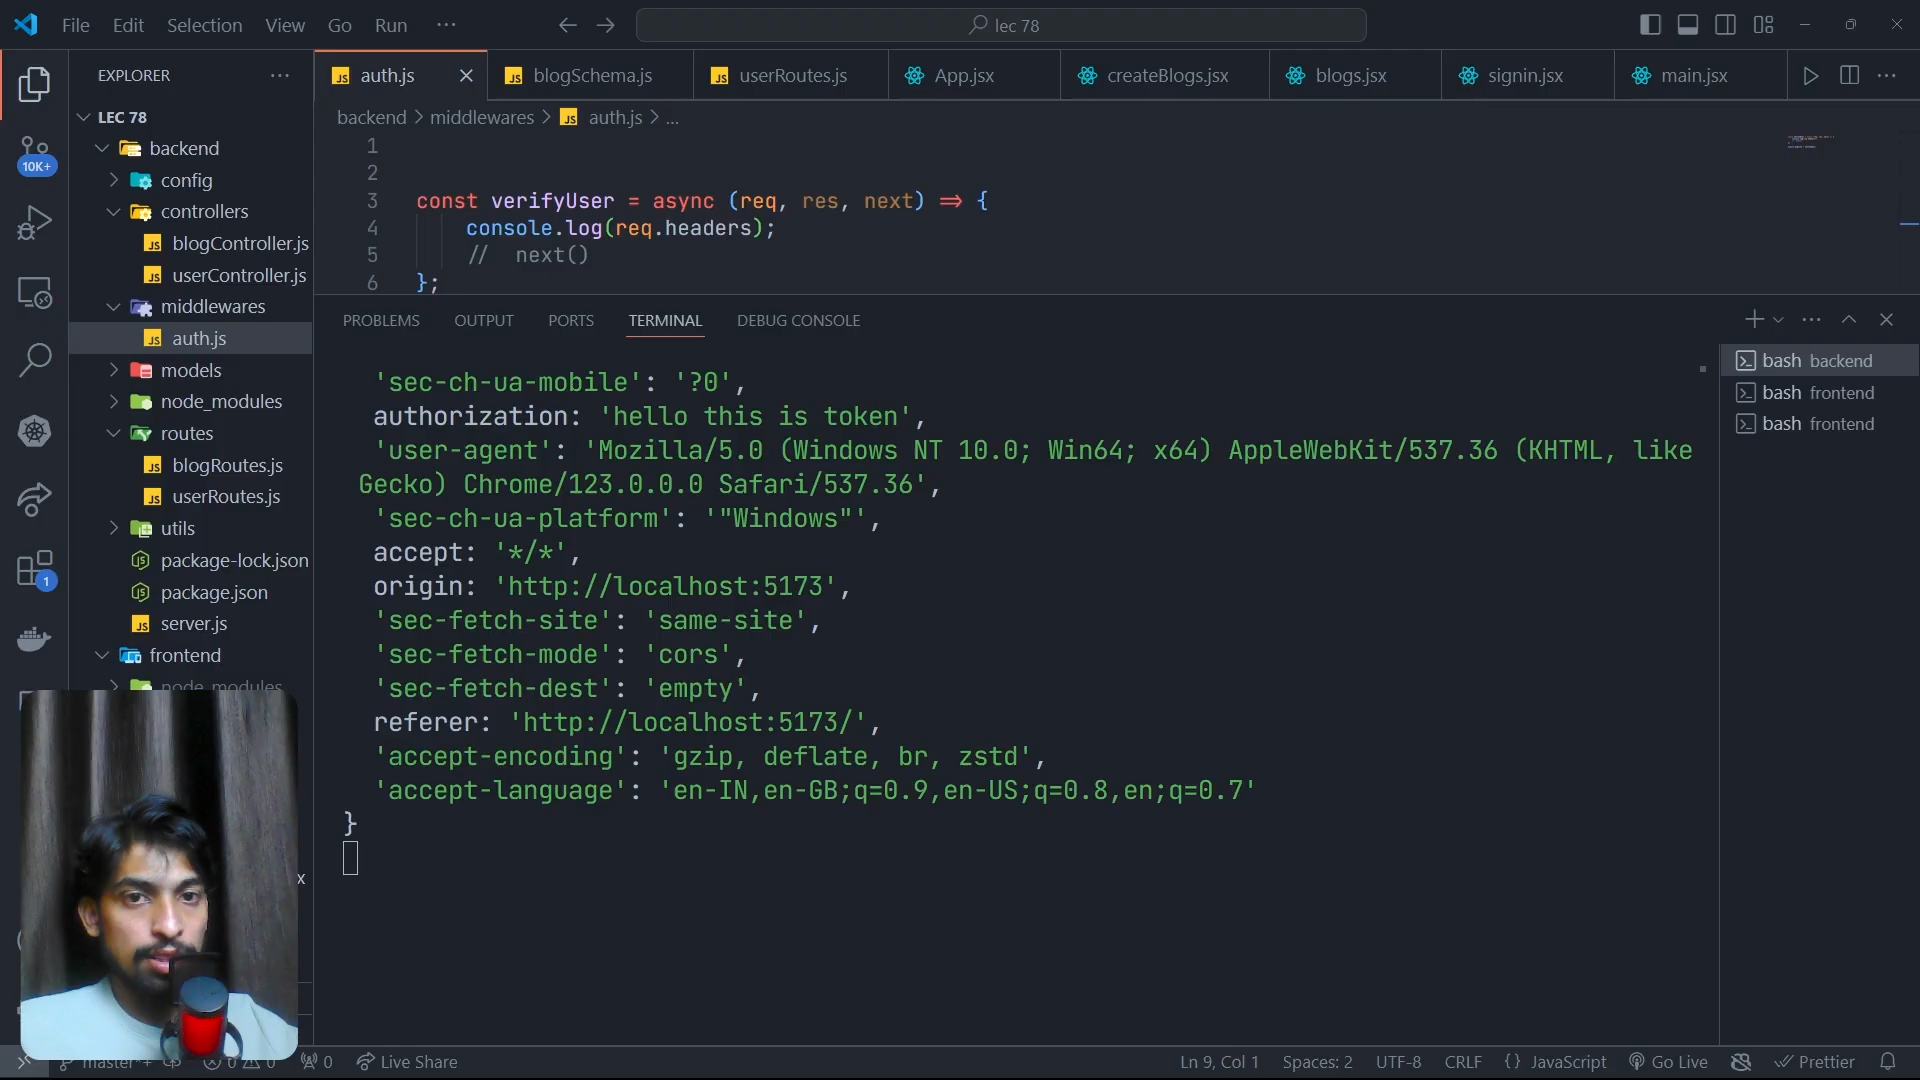 File Edit Selection View Go Run ···
lec 78
EXPLORER
LEC 78
backend
config
controllers
blogController.js
userController.js
middlewares
auth.js
models
node_modules
routes
blogRoutes.js
userRoutes.js
utils
package-lock.json
package.json
server.js
frontend
node_modules
10K+
1
auth.js
blogSchema.js
userRoutes.js
App.jsx
createBlogs.jsx
blogs.jsx
signin.jsx
main.jsx
backend > middlewares > JS auth.js > ...
1
2
3 const verifyUser = async (req, res, next) => {
4 console.log(req.headers);
5 // next()
6 };
PROBLEMS OUTPUT PORTS TERMINAL DEBUG CONSOLE
'sec-ch-ua-mobile': '?0',
authorization: 'hello this is token',
'user-agent': 'Mozilla/5.0 (Windows NT 10.0; Win64; x64) AppleWebKit/537.36 (KHTML, like
Gecko) Chrome/123.0.0.0 Safari/537.36',
'sec-ch-ua-platform': '"Windows"',
accept: '*/*',
origin: 'http://localhost:5173',
'sec-fetch-site': 'same-site',
'sec-fetch-mode': 'cors',
'sec-fetch-dest': 'empty',
referer: 'http://localhost:5173/',
'accept-encoding': 'gzip, deflate, br, zstd',
'accept-language': 'en-IN,en-GB;q=0.9,en-US;q=0.8,en;q=0.7'
}
bash backend
bash frontend
bash frontend
x
master*+ 0 0 0 Live Share
Ln 9, Col 1 Spaces: 2 UTF-8 CRLF {} JavaScript Go Live Prettier